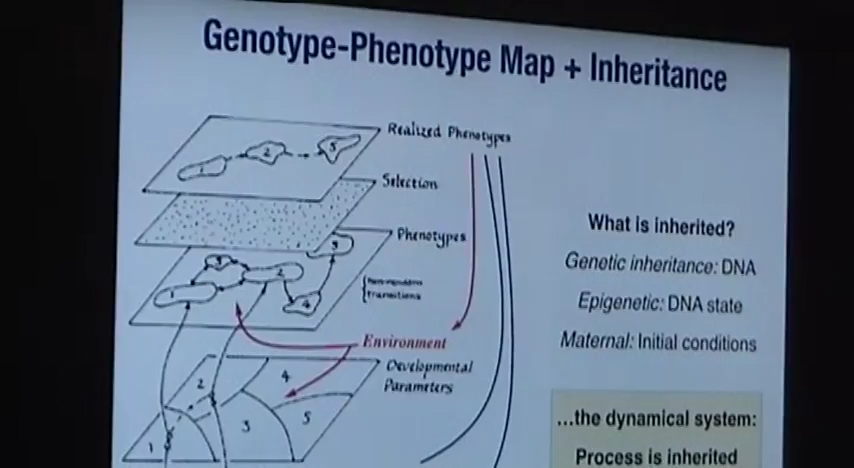 Genotype-Phenotype Map + Inheritance
Realized Phenotypes
1
2
5
Selection
Phenotypes
3
5
1
2
4
transitions
Environment
Developmental
Parameters
2
4
1
3
5
What is inherited?
Genetic inheritance: DNA
Epigenetic: DNA state
Maternal: Initial conditions
...the dynamical system:
Process is inherited